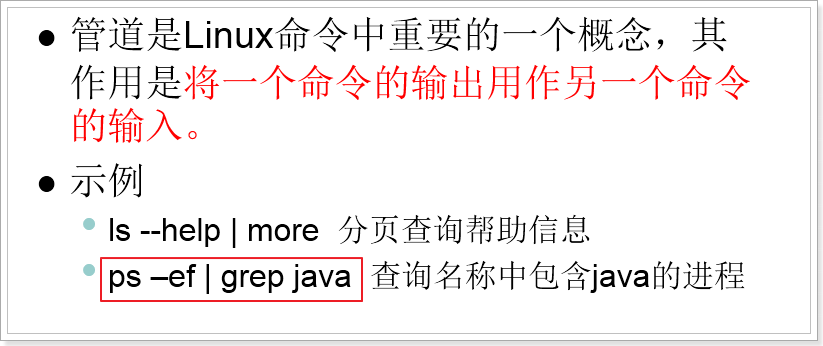 管道是Linux命令中重要的一个概念，其
作用是将一个命令的输出用作另一个命令
的输入。
示例
ls --help | more 分页查询帮助信息
ps –ef | grep java 查询名称中包含java的进程